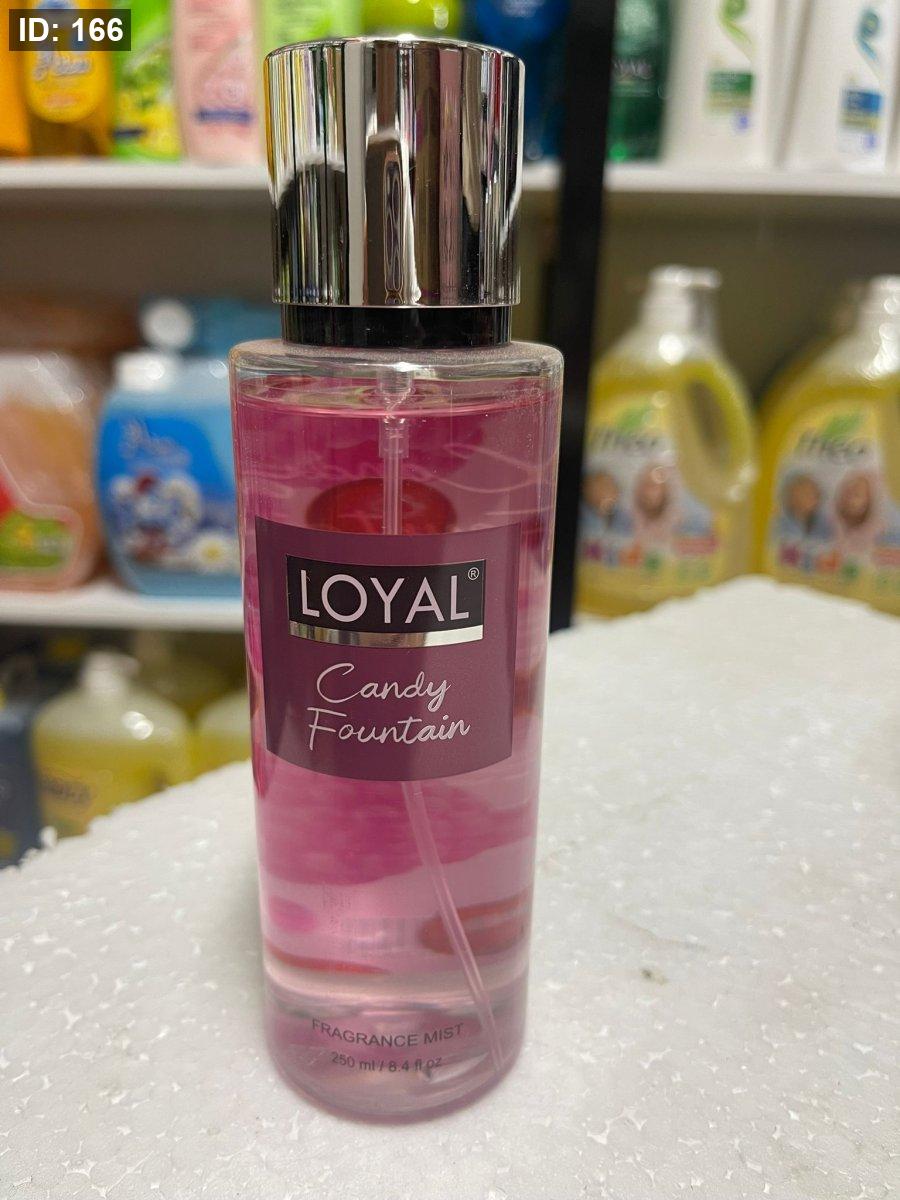 ID: 166
LOYAL®
Candy
Fountain
FRAGRANCE MIST
250 ml / 8.4 fl oz